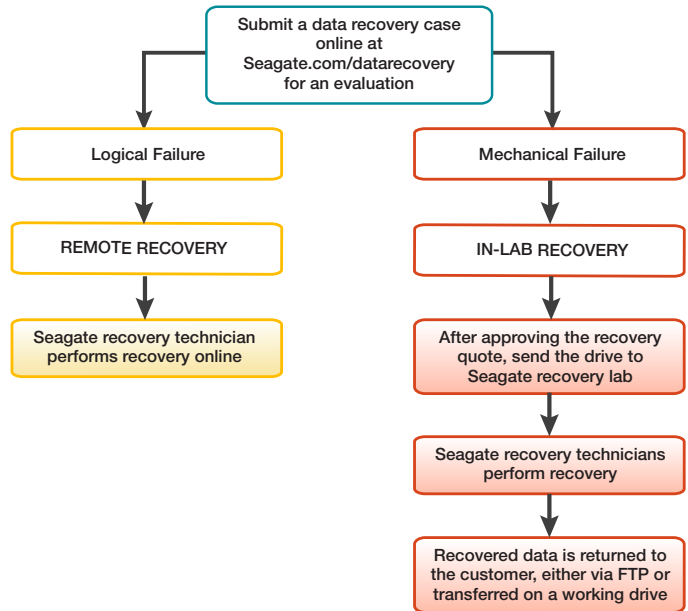 Submit a data recovery case
online at
Seagate.com/datarecovery
for an evaluation
Logical Failure
REMOTE RECOVERY
Seagate recovery technician
performs recovery online
Mechanical Failure
IN-LAB RECOVERY
After approving the recovery
quote, send the drive to
Seagate recovery lab
Seagate recovery technicians
perform recovery
Recovered data is returned to
the customer, either via FTP or
transferred on a working drive